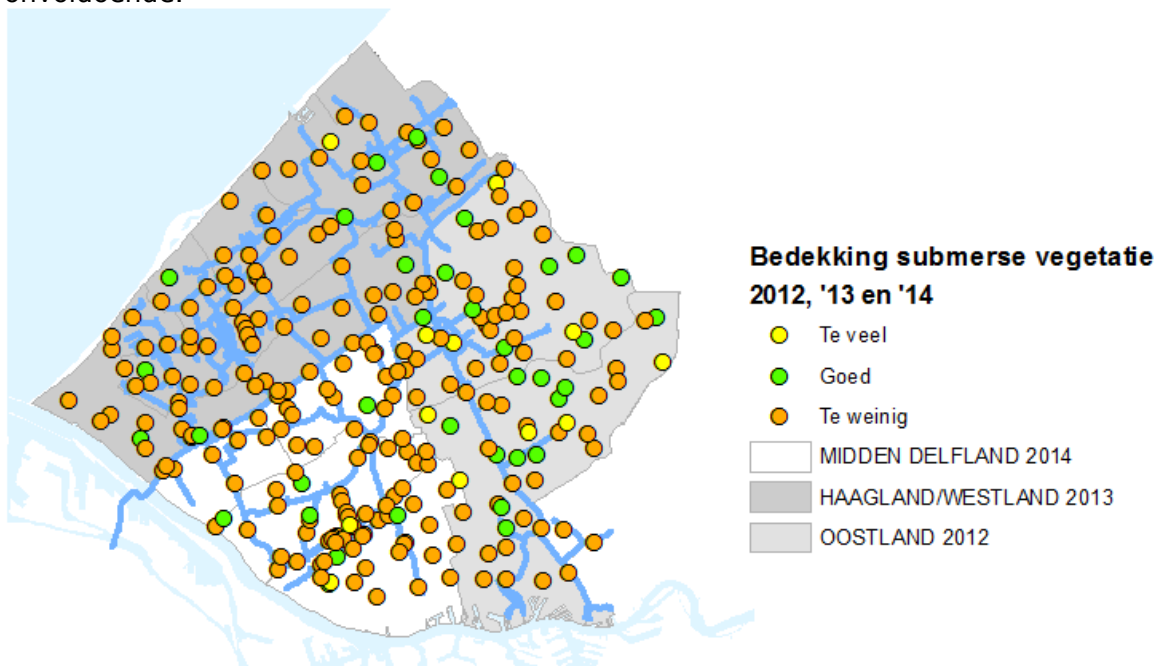 onvoldoende.
Bedekking submerse vegetatie
2012, '13 en '14
Te veel
Goed
Te weinig
MIDDEN DELFLAND 2014
HAAGLAND/WESTLAND 2013
OOSTLAND 2012